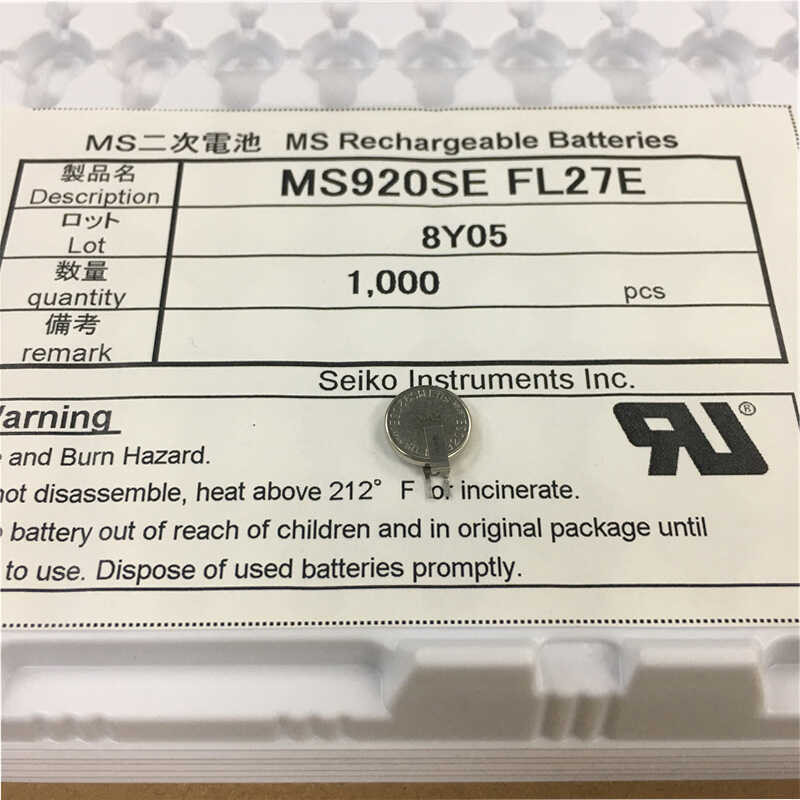 MS二次電池 MS Rechargeable Batteries
製品名
Description
MS920SE FL27E
ロット
Lot
8Y05
数量
quantity
1,000
pcs
備考
remark
Seiko Instruments Inc.
arning
and Burn Hazard.
not disassemble, heat above 212° F or incinerate.
battery out of reach of children and in original package until
to use. Dispose of used batteries promptly.
®